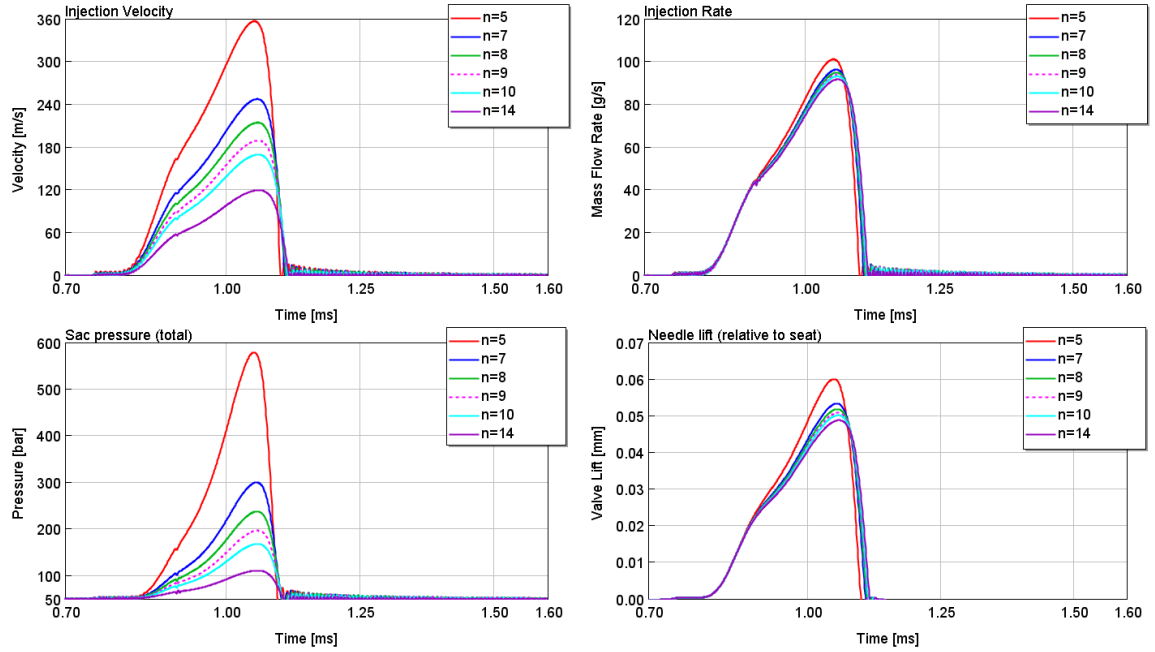 Injection Velocity
360
300
240
180
120
60
0
Velocity [m/s]
0.70
1.00
1.25
1.60
Time [ms]
n=5
n=7
n=8
n=9
n=10
n=14
Injection Rate
120
100
80
60
40
20
0
Mass Flow Rate [g/s]
0.70
1.00
1.25
1.60
Time [ms]
n=5
n=7
n=8
n=9
n=10
n=14
Sac pressure (total)
600
500
400
300
200
100
50
Pressure [bar]
0.70
1.00
1.25
1.60
Time [ms]
n=5
n=7
n=8
n=9
n=10
n=14
Needle lift (relative to seat)
0.07
0.06
0.05
0.04
0.03
0.02
0.01
0.00
Valve Lift [mm]
0.70
1.00
1.25
1.50
1.60
Time [ms]
n=5
n=7
n=8
n=9
n=10
n=14